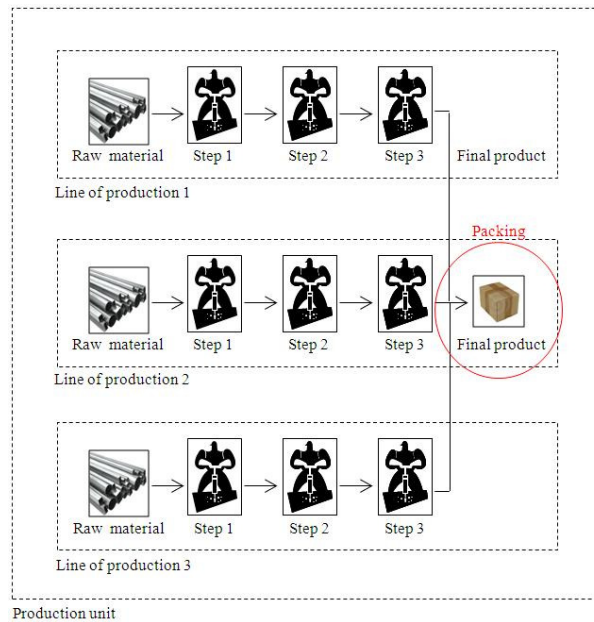 Raw material Step 1 Step 2 Step 3 Final product
Line of production 1
Packing
Raw material Step 1 Step 2 Step 3 Final product
Line of production 2
Raw material Step 1 Step 2 Step 3
Line of production 3
Production unit